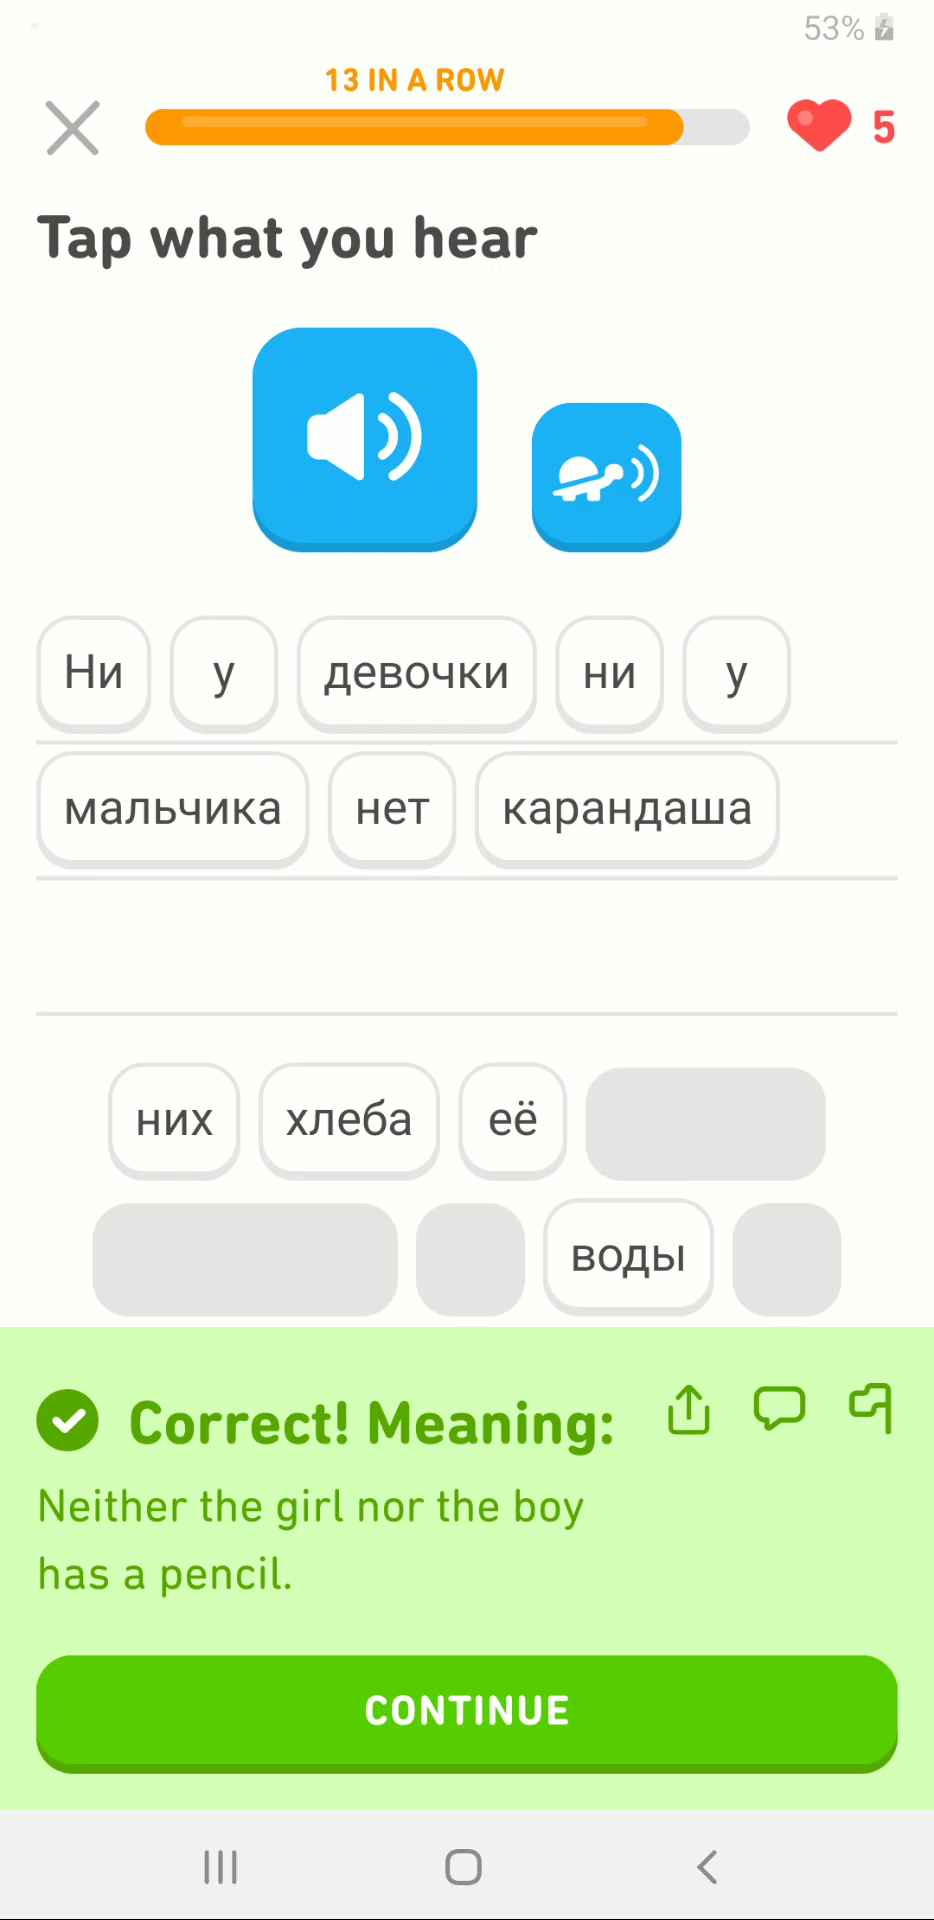 53%
13 IN A ROW
5
Tap what you hear
Ни у девочки ни у
мальчика нет карандаша
них хлеба её
воды
Correct! Meaning:
Neither the girl nor the boy
has a pencil.
CONTINUE